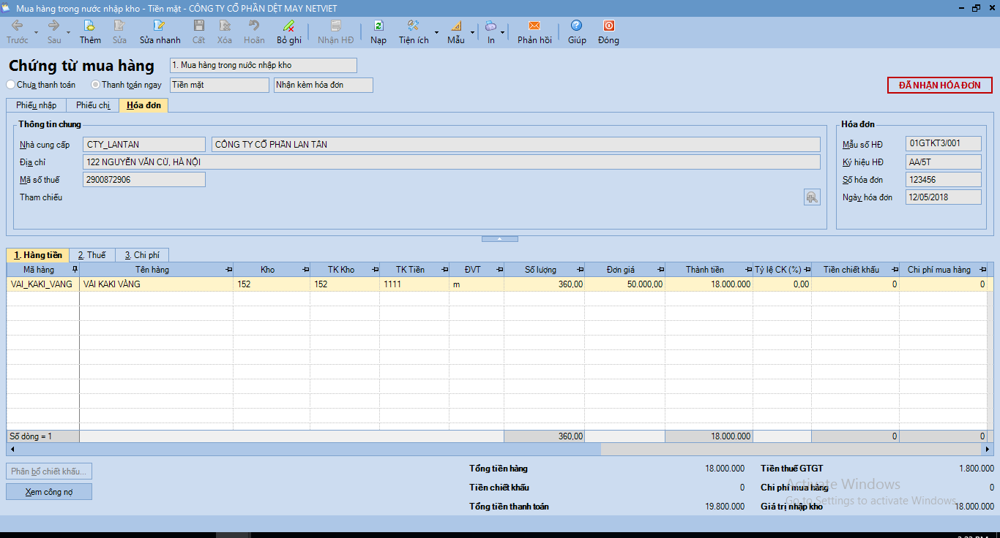 Mua hàng trong nước nhập kho - Tiền mặt - CÔNG TY CỔ PHẦN DỆT MAY NETVIET
Trước Sau Thêm Sửa Sửa nhanh Cất Xóa Hoãn Bỏ ghi Nhận HĐ Nạp Tiện ích Mẫu In Phản hồi Giúp Đóng
Chứng từ mua hàng 1. Mua hàng trong nước nhập kho
Chưa thanh toán Thanh toán ngay Tiền mặt Nhận kèm hóa đơn ĐÃ NHẬN HÓA ĐƠN
Phiếu nhập Phiếu chi Hóa đơn
Thông tin chung Hóa đơn
Nhà cung cấp CTY_LANTAN CÔNG TY CỔ PHẦN LAN TÂN Mẫu số HĐ 01GTKT3/001
Địa chỉ 122 NGUYỄN VĂN CỪ, HÀ NỘI Ký hiệu HĐ AA/5T
Mã số thuế 2900872906 Số hóa đơn 123456
Tham chiếu Ngày hóa đơn 12/05/2018
1. Hàng tiền 2. Thuế 3. Chi phí
Mã hàng Tên hàng Kho TK Kho TK Tiền ĐVT Số lượng Đơn giá Thành tiền Tỷ lệ CK (%) Tiền chiết khấu Chi phí mua hàng
VAI_KAKI_VANG VẢI KAKI VÀNG 152 152 1111 m 360,00 50.000,00 18.000.000 0,00 0 0
Số dòng = 1 360,00 18.000.000 0 0
Phân bổ chiết khấu... Tổng tiền hàng 18.000.000 Tiền thuế GTGT 1.800.000
Xem công nợ Tiền chiết khấu 0 Chi phí mua hàng 0
Tổng tiền thanh toán 19.800.000 Giá trị nhập kho 18.000.000
Activate Windows
Go to Settings to activate Windows.